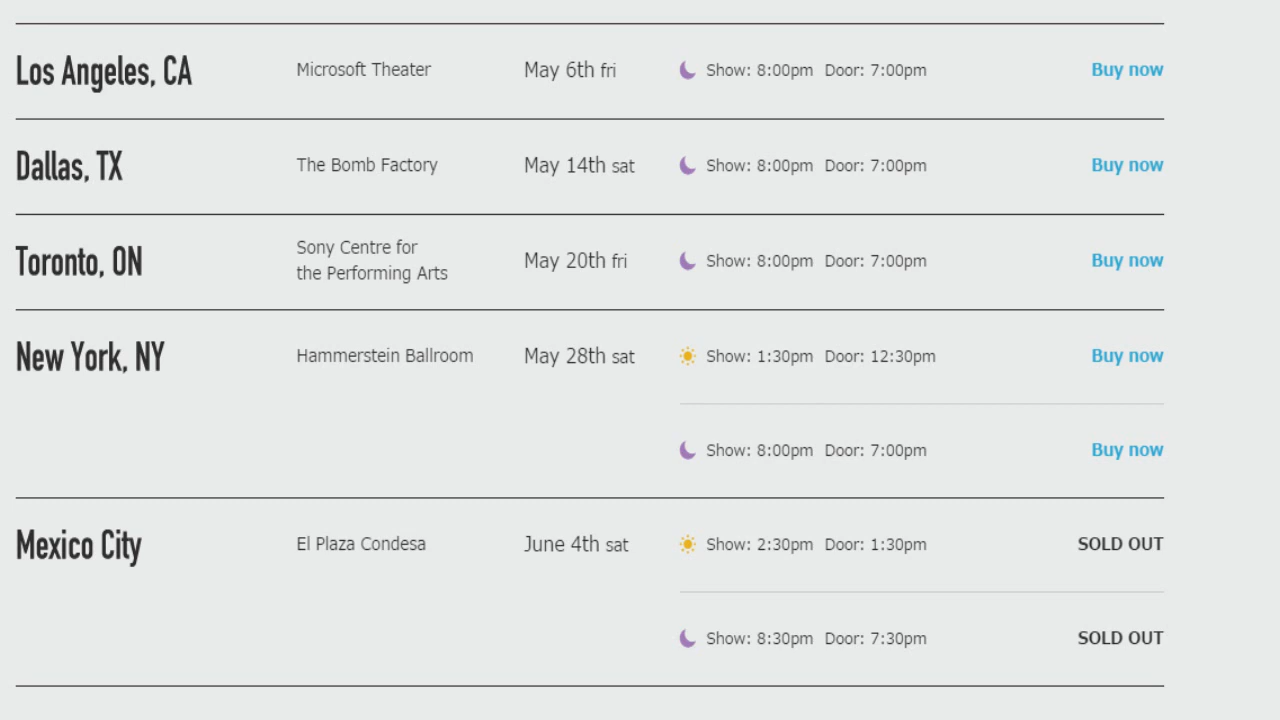 Los Angeles, CA Microsoft Theater May 6th fri Show: 8:00pm Door: 7:00pm Buy now
Dallas, TX The Bomb Factory May 14th sat Show: 8:00pm Door: 7:00pm Buy now
Toronto, ON Sony Centre for the Performing Arts May 20th fri Show: 8:00pm Door: 7:00pm Buy now
New York, NY Hammerstein Ballroom May 28th sat Show: 1:30pm Door: 12:30pm Buy now
Show: 8:00pm Door: 7:00pm Buy now
Mexico City El Plaza Condesa June 4th sat Show: 2:30pm Door: 1:30pm SOLD OUT
Show: 8:30pm Door: 7:30pm SOLD OUT